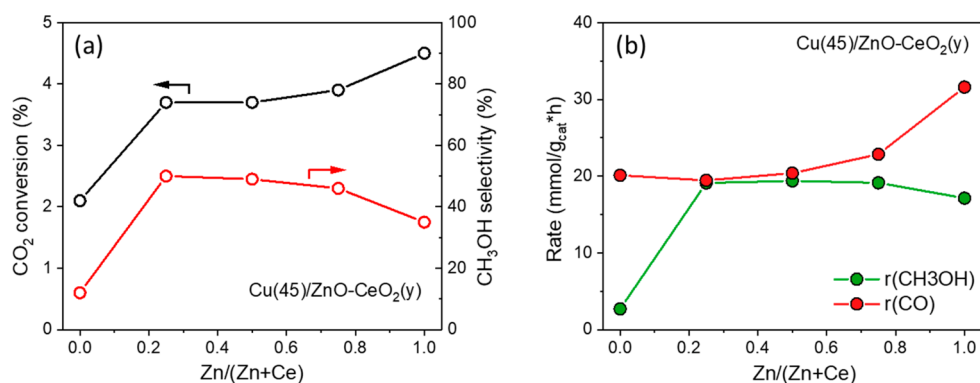 (a)
5
4
3
2
1
0
CO₂ conversion (%)
100
80
60
40
20
0
CH₃OH selectivity (%)
Cu(45)/ZnO-CeO₂(y)
0.0 0.2 0.4 0.6 0.8 1.0
Zn/(Zn+Ce)
(b)
Cu(45)/ZnO-CeO₂(y)
40
30
20
10
0
Rate (mmol/g_cat*h)
r(CH3OH)
r(CO)
0.0 0.2 0.4 0.6 0.8 1.0
Zn/(Zn+Ce)